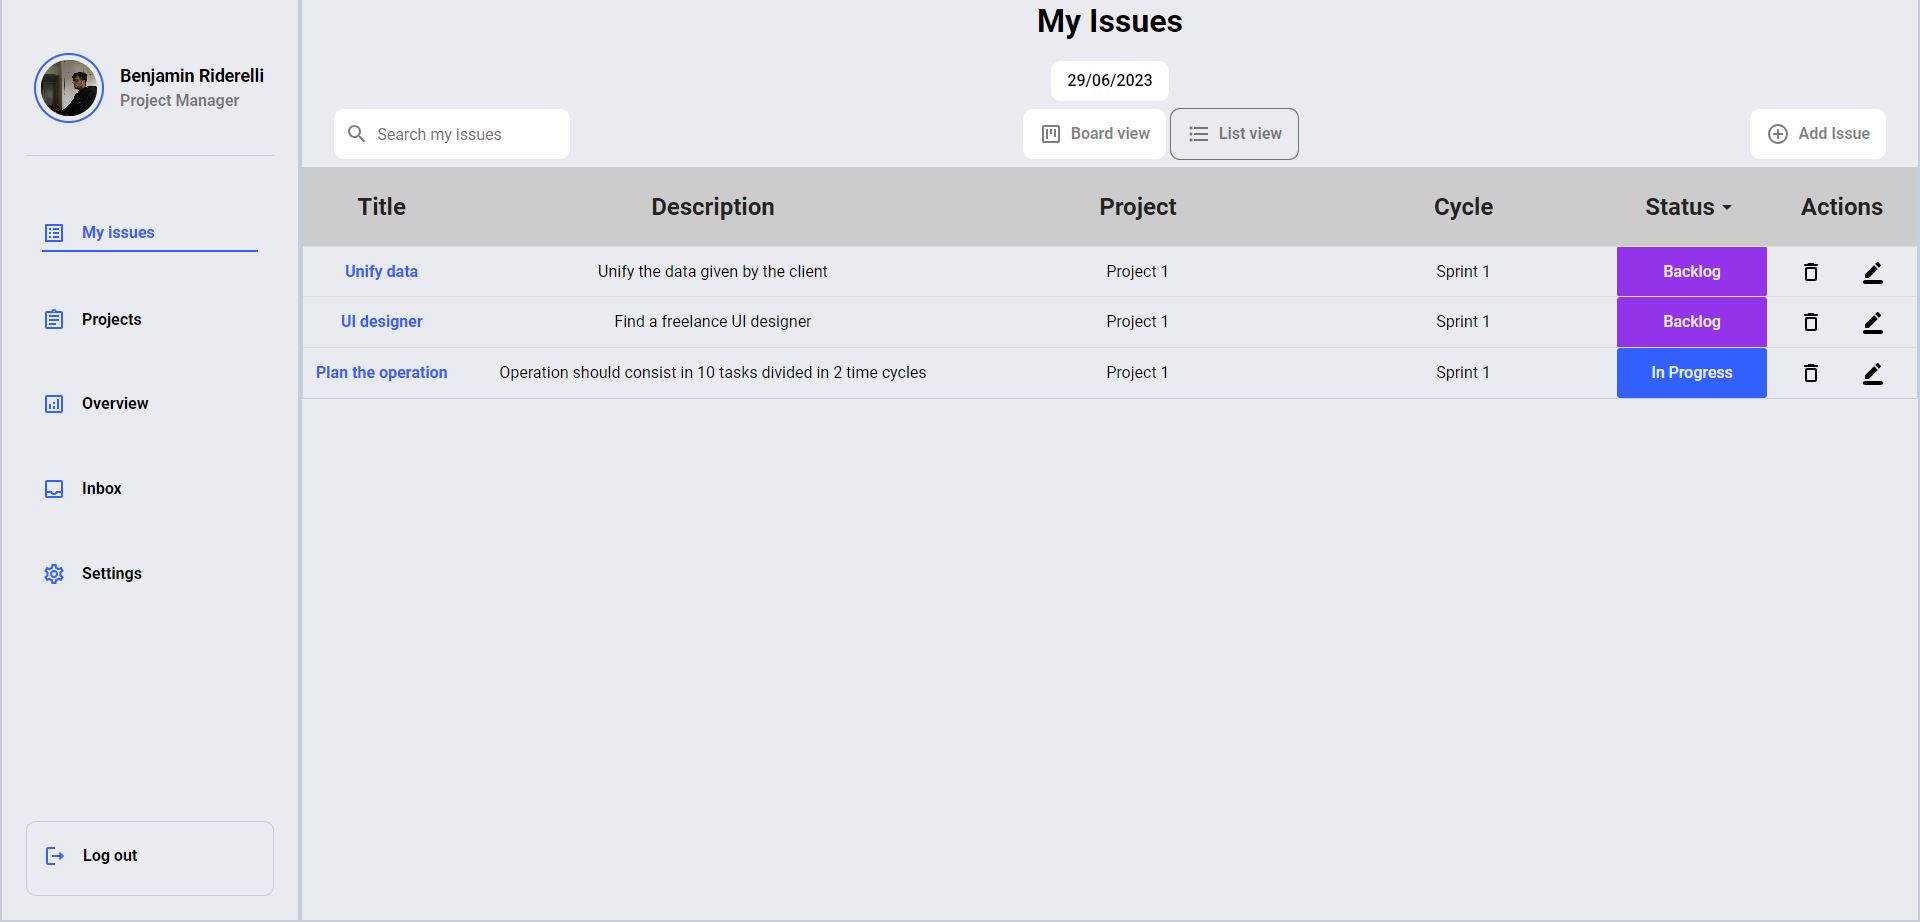 Benjamin Riderelli
Project Manager
My issues
Projects
Overview
Inbox
Settings
Log out
My Issues
29/06/2023
Search my issues
Board view
List view
Add Issue
Title Description Project Cycle Status Actions
Unify data Unify the data given by the client Project 1 Sprint 1 Backlog
UI designer Find a freelance UI designer Project 1 Sprint 1 Backlog
Plan the operation Operation should consist in 10 tasks divided in 2 time cycles Project 1 Sprint 1 In Progress